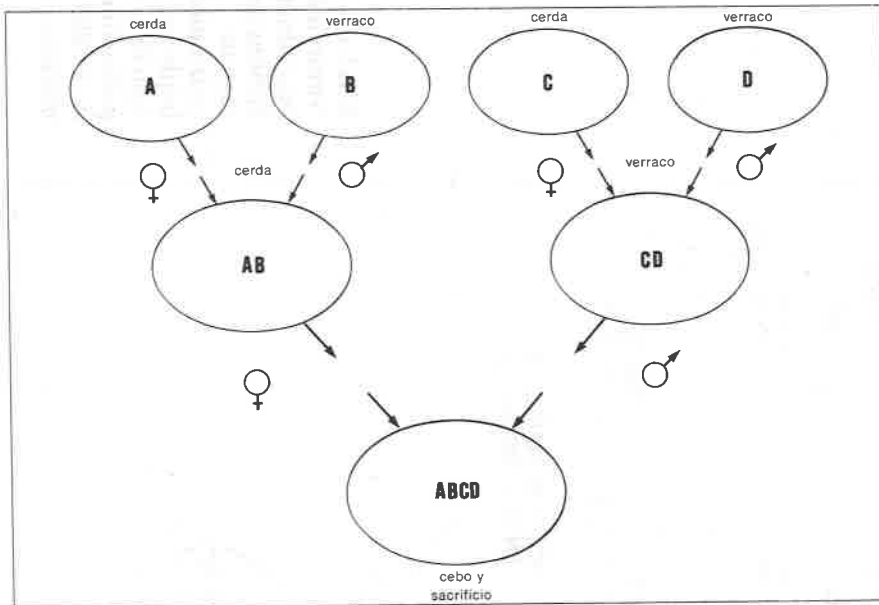 cerda
verraco
cerda
verraco
A
B
C
D
cerda
verraco
AB
CD
ABCD
cebo y
sacrificio